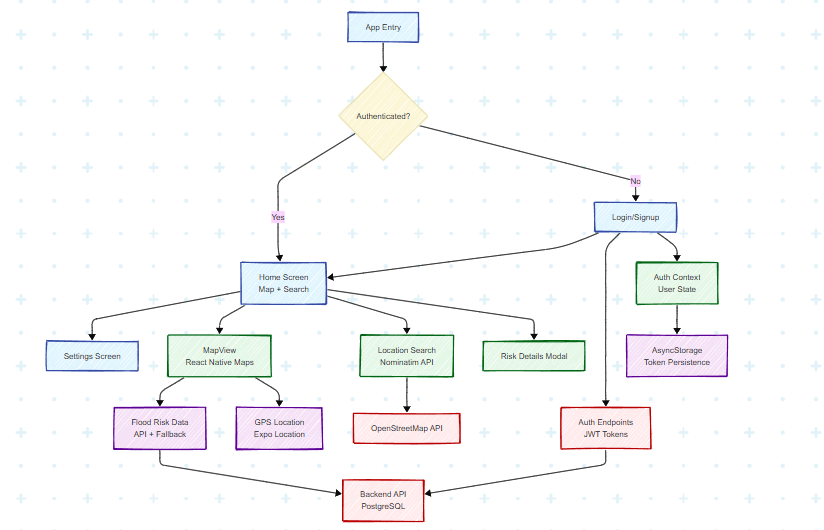 App Entry
Authenticated?
No
Yes
Login/Signup
Home Screen
Map + Search
Auth Context
User State
Settings Screen
MapView
React Native Maps
Location Search
Nominatim API
Risk Details Modal
AsyncStorage
Token Persistence
Flood Risk Data
API + Fallback
GPS Location
Expo Location
OpenStreetMap API
Auth Endpoints
JWT Tokens
Backend API
PostgreSQL